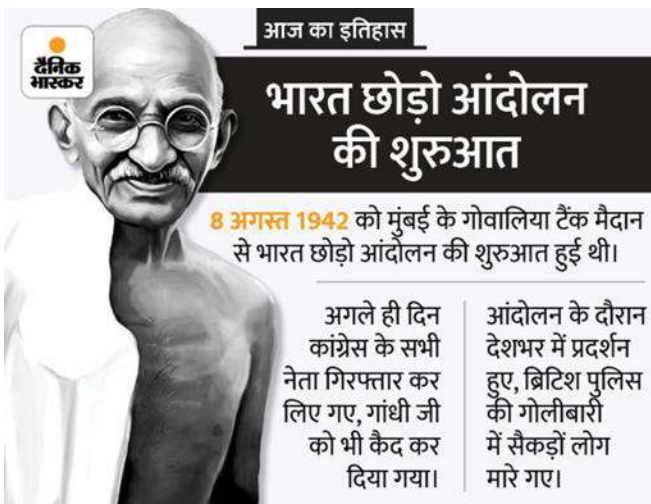 दैनिक
भास्कर
आज का इतिहास
भारत छोड़ो आंदोलन
की शुरुआत
8 अगस्त 1942 को मुंबई के गोवालिया टैंक मैदान
से भारत छोड़ो आंदोलन की शुरुआत हुई थी।
अगले ही दिन
कांग्रेस के सभी
नेता गिरफ्तार कर
लिए गए, गांधी जी
को भी कैद कर
दिया गया।
आंदोलन के दौरान
देशभर में प्रदर्शन
हुए, ब्रिटिश पुलिस
की गोलीबारी
में सैकड़ों लोग
मारे गए।